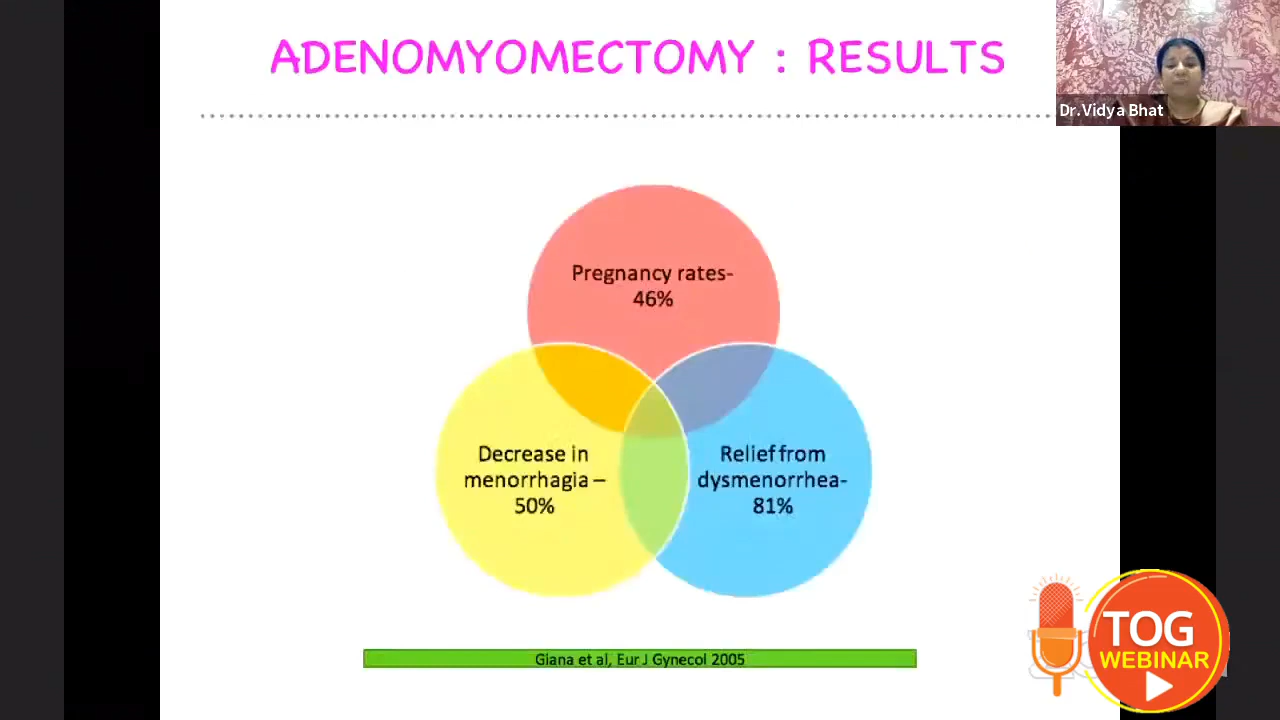 ADENOMYOMECTOMY : RESULTS
Dr.Vidya Bhat
Pregnancy rates-
46%
Decrease in
menorrhagia –
50%
Relief from
dysmenorrhea-
81%
Giana et al, Eur J Gynecol 2005
TOG
WEBINAR